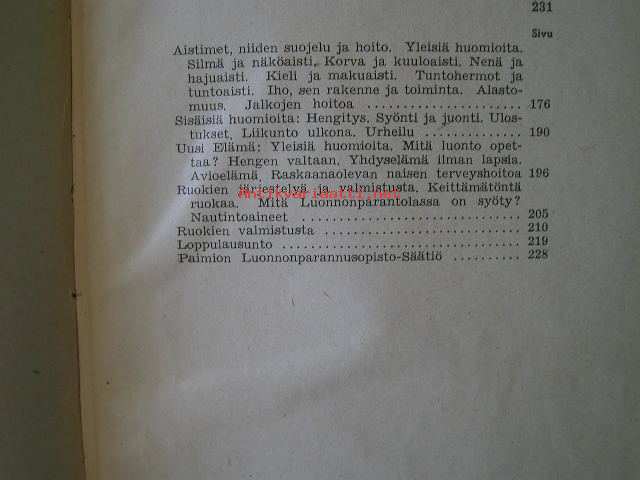 231
Sivu
Aistimet, niiden suojelu ja hoito. Yleisiä huomioita.
Silmä ja näköaisti. Korva ja kuuloaisti. Nenä ja
hajuaisti. Kieli ja makuaisti. Tuntohermot ja
tuntoaisti. Iho, sen rakenne ja toiminta. Alasto-
muus. Jalkojen hoitoa .................... 176
Sisäisiä huomioita: Hengitys. Syönti ja juonti. Ulos-
tukset, Liikunto ulkona. Urheilu ............ 190
Uusi Elämä: Yleisiä huomioita. Mitä luonto opet-
taa? Hengen valtaan. Yhdyselämä ilman lapsia.
Avioelämä, Raskaanaolevan naisen terveyshoitoa 196
Ruokien järjestelyä ja valmistusta. Keittämätöntä
ruokaa. Mitä Luonnonparantolassa on syöty?
Nautintoaineet .............................. 205
Ruokien valmistusta ......................... 210
Loppulausunto ............................... 219
Paimion Luonnonparannusopisto-Säätiö .......... 228
antikvariaatti.net